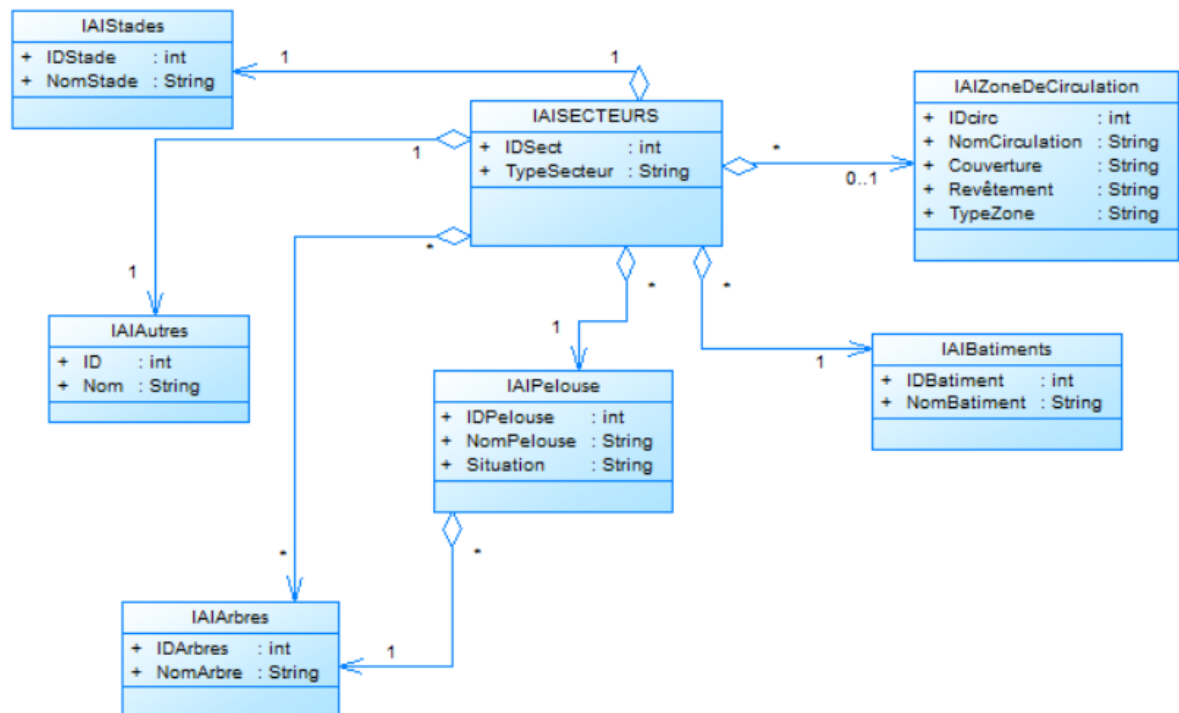 IAIStades
+ IDStade : int
+ NomStade : String
1
1
IAISECTEURS
+ IDSect : int
+ TypeSecteur : String
IAIZoneDeCirculation
+ IDcirc : int
+ NomCirculation : String
+ Couverture : String
+ Revêtement : String
+ TypeZone : String
1
*
0..1
*
*
*
1
1
1
IAIAutres
+ ID : int
+ Nom : String
IAIPelouse
+ IDPelouse : int
+ NomPelouse : String
+ Situation : String
IAIBatiments
+ IDBatiment : int
+ NomBatiment : String
*
*
IAIArbres
+ IDArbres : int
+ NomArbre : String
1